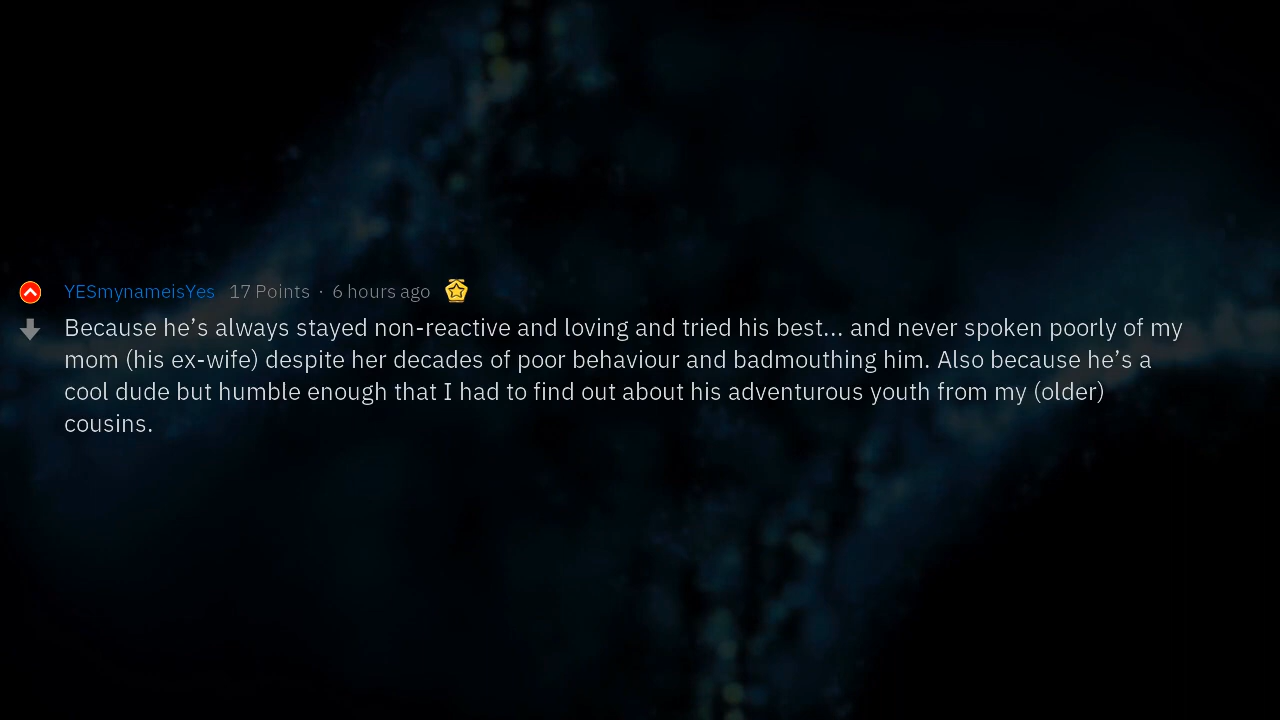 YESmynameisYes 17 Points · 6 hours ago
Because he’s always stayed non-reactive and loving and tried his best... and never spoken poorly of my
mom (his ex-wife) despite her decades of poor behaviour and badmouthing him. Also because he’s a
cool dude but humble enough that I had to find out about his adventurous youth from my (older)
cousins.